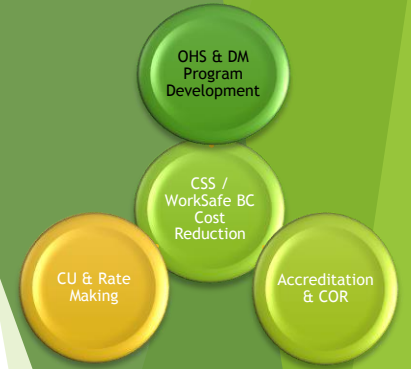 OHS & DM
Program
Development
CSS /
WorkSafe BC
Cost
Reduction
CU & Rate
Making
Accreditation
& COR